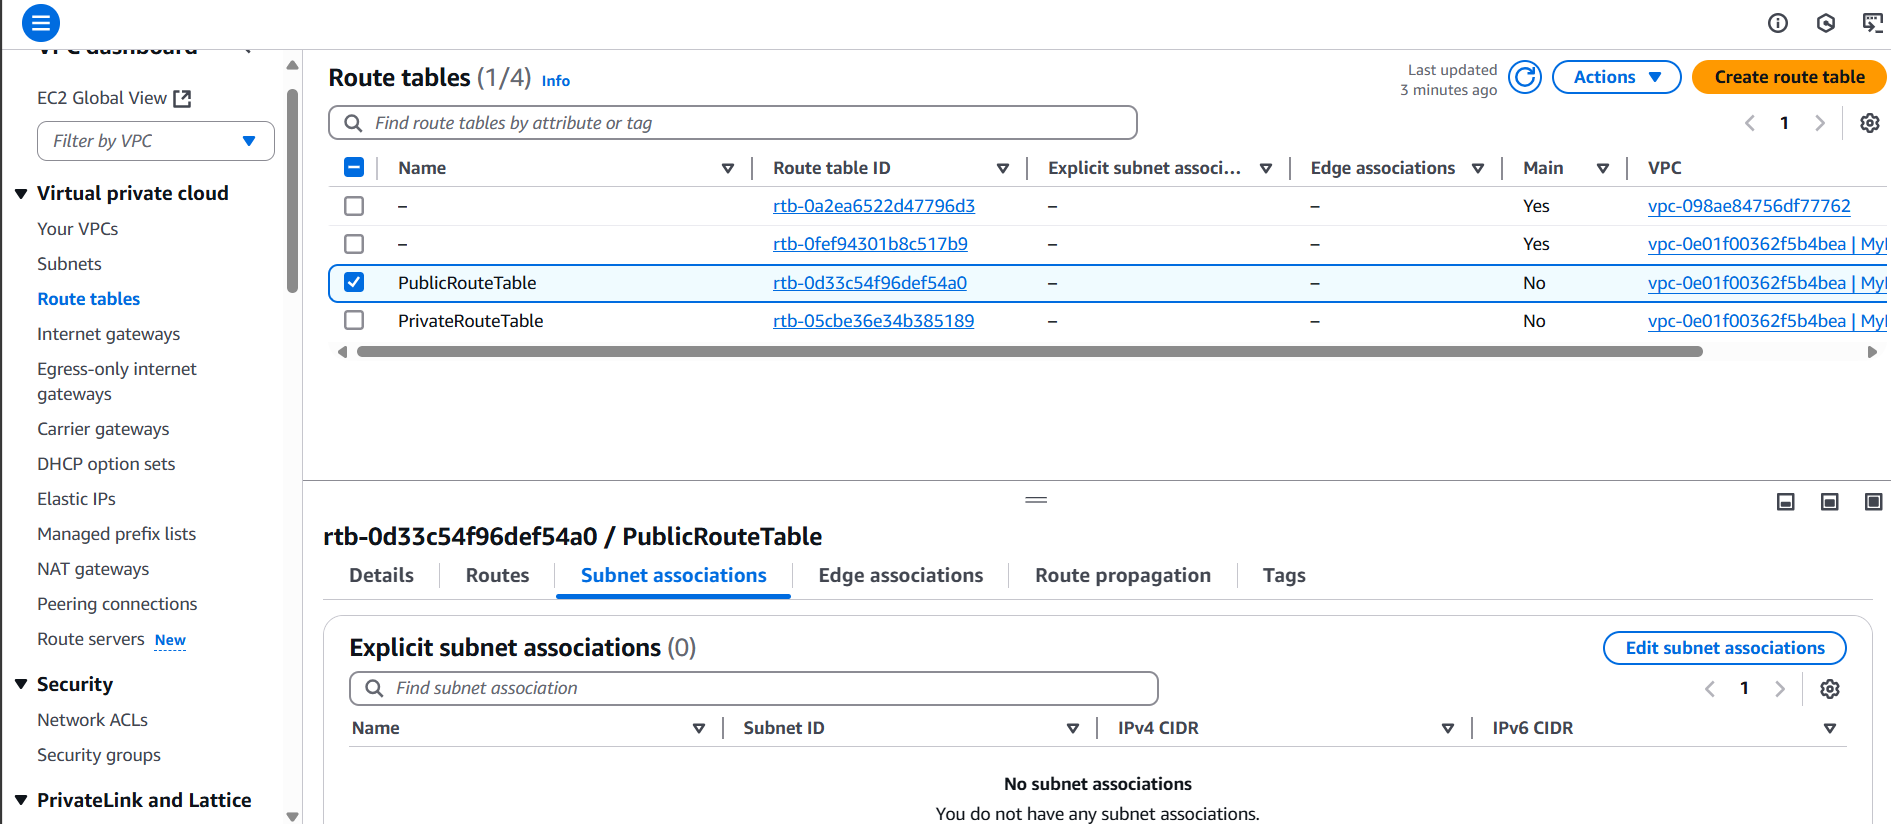 VPC dashboard
EC2 Global View
Filter by VPC
Virtual private cloud
Your VPCs
Subnets
Route tables
Internet gateways
Egress-only internet
gateways
Carrier gateways
DHCP option sets
Elastic IPs
Managed prefix lists
NAT gateways
Peering connections
Route servers New
Security
Network ACLs
Security groups
PrivateLink and Lattice
Route tables (1/4) Info
Last updated
3 minutes ago
Actions
Create route table
Find route tables by attribute or tag
1
Name Route table ID Explicit subnet associ... Edge associations Main VPC
– rtb-0a2ea6522d47796d3 – – Yes vpc-098ae84756df77762
– rtb-0fef94301b8c517b9 – – Yes vpc-0e01f00362f5b4bea | MyI
PublicRouteTable rtb-0d33c54f96def54a0 – – No vpc-0e01f00362f5b4bea | MyI
PrivateRouteTable rtb-05cbe36e34b385189 – – No vpc-0e01f00362f5b4bea | MyI
rtb-0d33c54f96def54a0 / PublicRouteTable
Details Routes Subnet associations Edge associations Route propagation Tags
Explicit subnet associations (0)
Edit subnet associations
Find subnet association
1
Name Subnet ID IPv4 CIDR IPv6 CIDR
No subnet associations
You do not have any subnet associations.